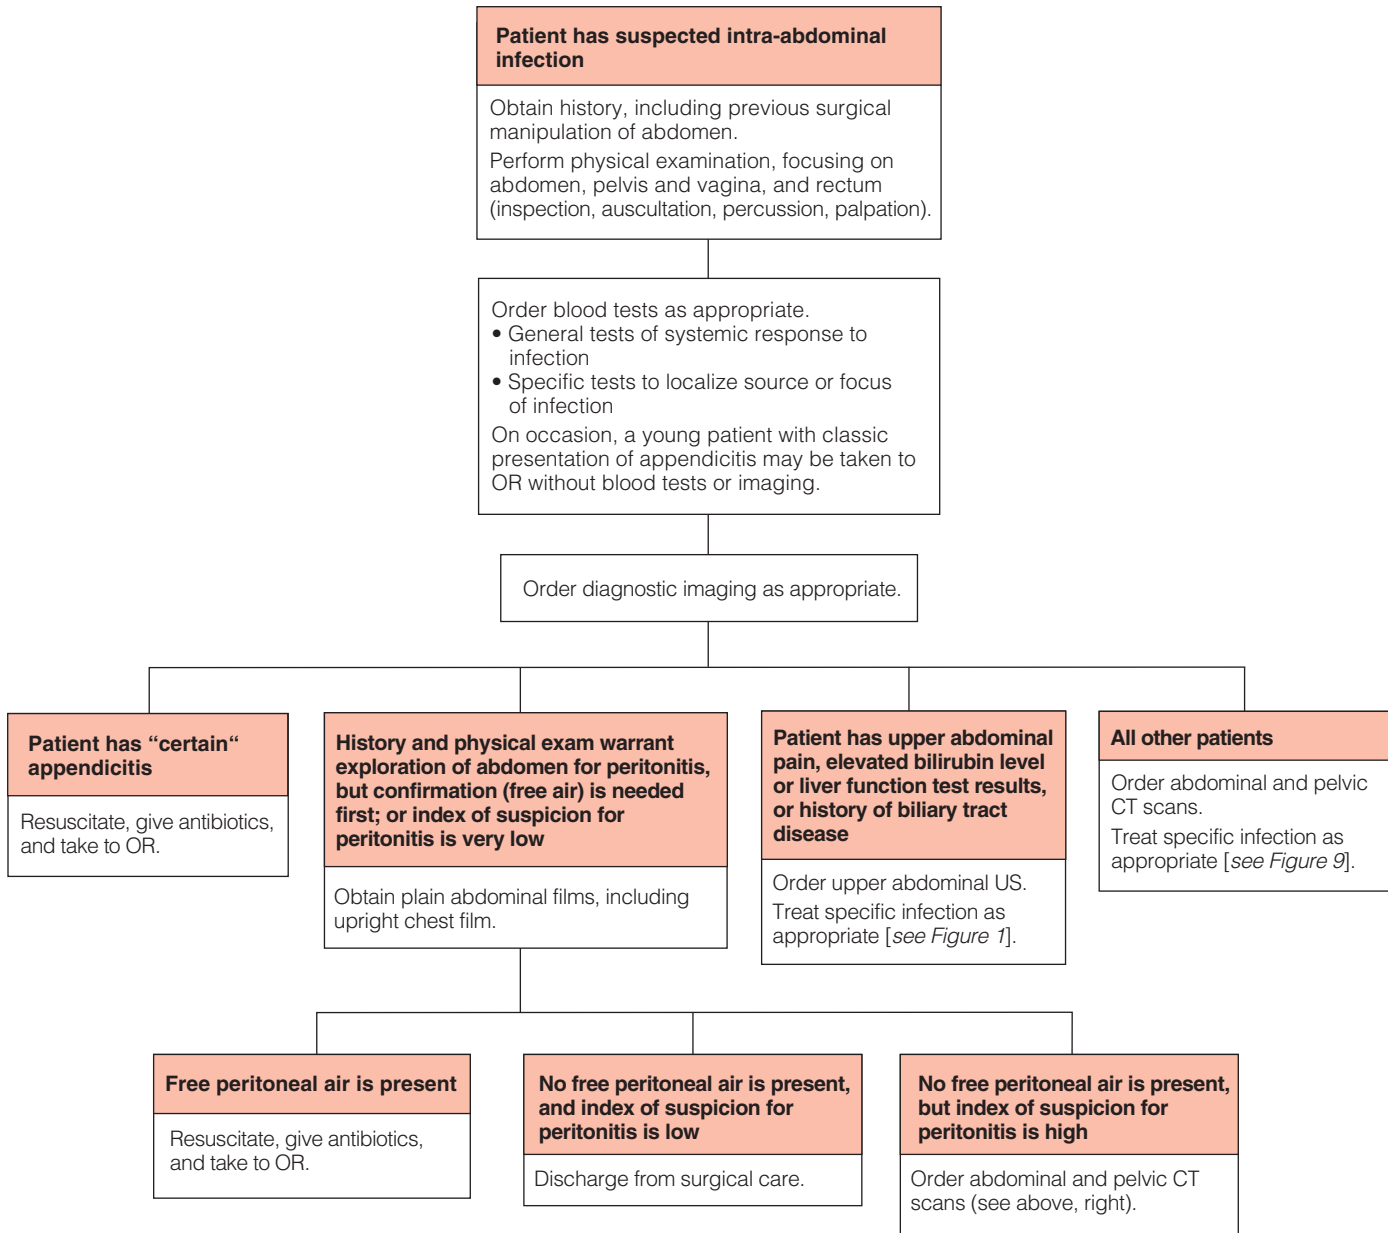 Patient has suspected intra-abdominal
infection
Obtain history, including previous surgical
manipulation of abdomen.
Perform physical examination, focusing on
abdomen, pelvis and vagina, and rectum
(inspection, auscultation, percussion, palpation).
Order blood tests as appropriate.
• General tests of systemic response to
infection
• Specific tests to localize source or focus
of infection
On occasion, a young patient with classic
presentation of appendicitis may be taken to
OR without blood tests or imaging.
Order diagnostic imaging as appropriate.
Patient has “certain“
appendicitis
Resuscitate, give antibiotics,
and take to OR.
History and physical exam warrant
exploration of abdomen for peritonitis,
but confirmation (free air) is needed
first; or index of suspicion for
peritonitis is very low
Obtain plain abdominal films, including
upright chest film.
Patient has upper abdominal
pain, elevated bilirubin level
or liver function test results,
or history of biliary tract
disease
Order upper abdominal US.
Treat specific infection as
appropriate [see Figure 1].
All other patients
Order abdominal and pelvic
CT scans.
Treat specific infection as
appropriate [see Figure 9].
Free peritoneal air is present
Resuscitate, give antibiotics,
and take to OR.
No free peritoneal air is present,
and index of suspicion for
peritonitis is low
Discharge from surgical care.
No free peritoneal air is present,
but index of suspicion for
peritonitis is high
Order abdominal and pelvic CT
scans (see above, right).